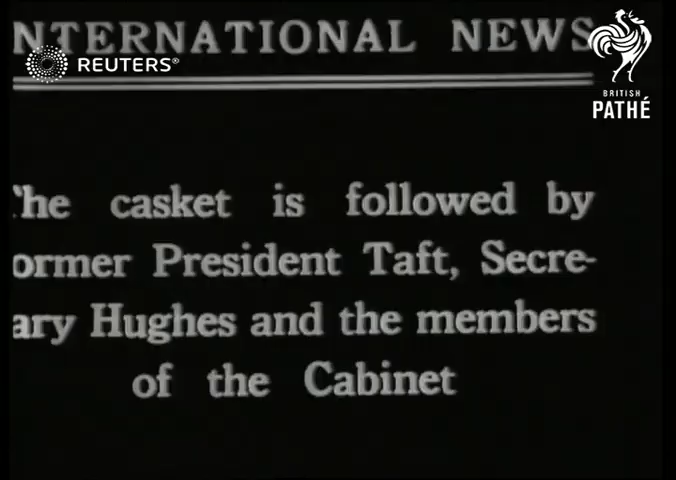 NTERNATIONAL NEWS
REUTERS®
BRITISH
PATHÉ
he casket is followed by
ormer President Taft, Secre-
ary Hughes and the members
of the Cabinet